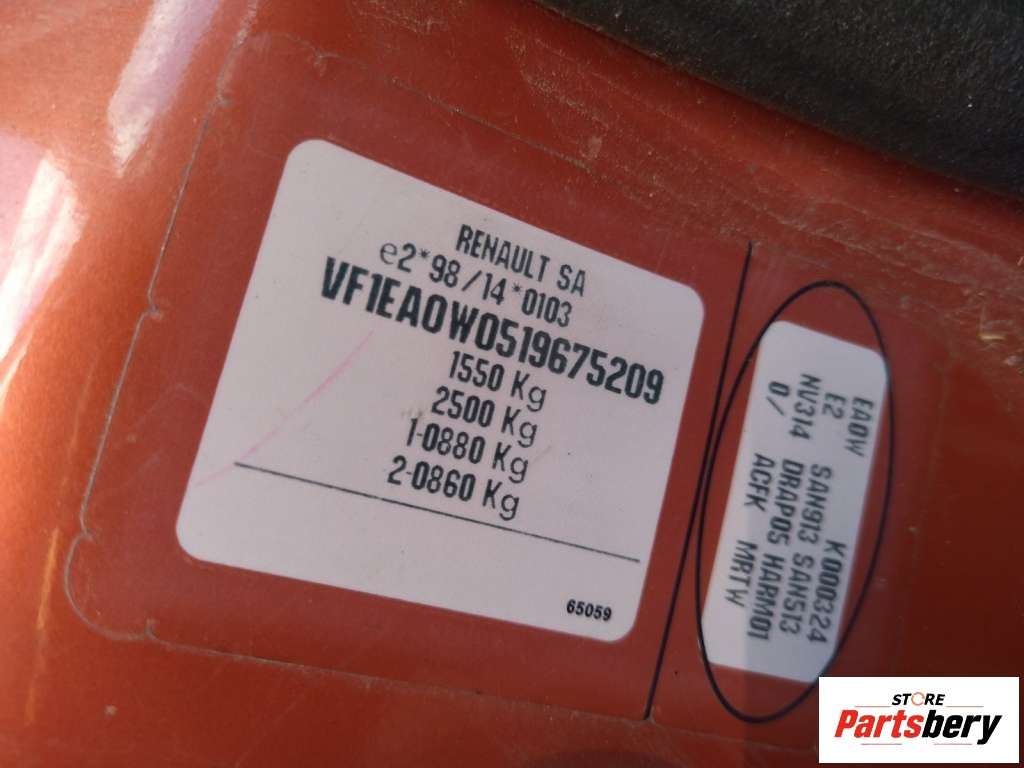 RENAULT SA
e2*98/14*0103
VF1EA0W0519675209
1550 Kg
2500 Kg
1-0880 Kg
2-0860 Kg
65059
EA0W K000324
E2 SAN913 SANS13
NV314 DRAP05 HARM01
0/ ACFK MRTW
STORE
Partsbery